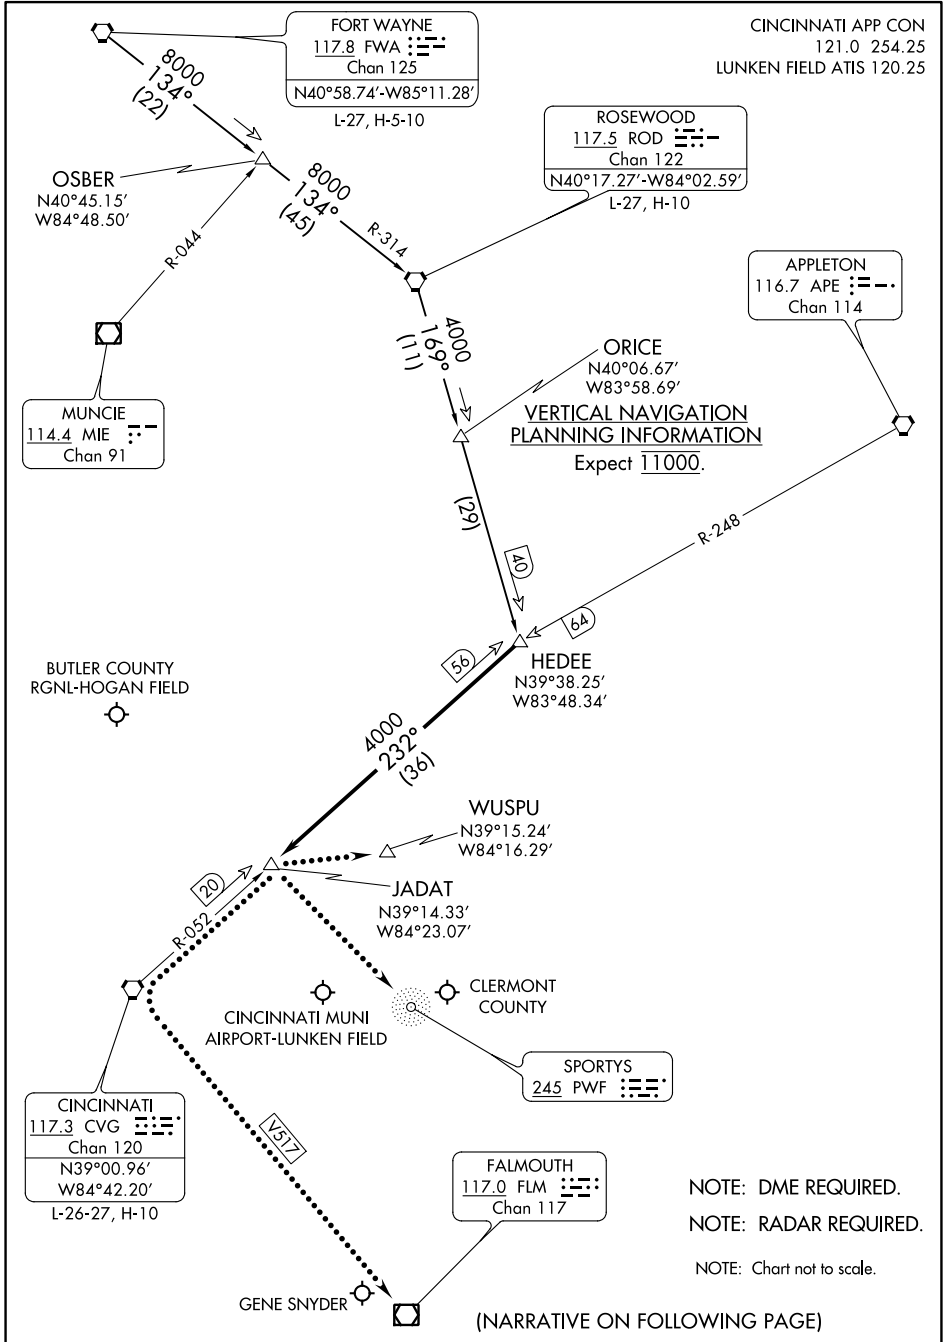 FORT WAYNE
117.8 FWA
Chan 125
N40°58.74′-W85°11.28′
L-27, H-5-10
CINCINNATI APP CON
121.0 254.25
LUNKEN FIELD ATIS 120.25
8000
134°
(22)
ROSEWOOD
117.5 ROD
Chan 122
N40°17.27′-W84°02.59′
L-27, H-10
OSBER
N40°45.15′
W84°48.50′
8000
134°
(45)
R-314
R-044
APPLETON
116.7 APE
Chan 114
4000
169°
(11)
ORICE
N40°06.67′
W83°58.69′
VERTICAL NAVIGATION
PLANNING INFORMATION
Expect 11000.
MUNCIE
114.4 MIE
Chan 91
(29)
R-248
40
64
56
HEDEE
N39°38.25′
W83°48.34′
BUTLER COUNTY
RGNL-HOGAN FIELD
4000
232°
(36)
WUSPU
N39°15.24′
W84°16.29′
JADAT
N39°14.33′
W84°23.07′
20
R-052
CINCINNATI MUNI
AIRPORT-LUNKEN FIELD
CLERMONT
COUNTY
SPORTYS
245 PWF
CINCINNATI
117.3 CVG
Chan 120
N39°00.96′
W84°42.20′
L-26-27, H-10
V517
FALMOUTH
117.0 FLM
Chan 117
NOTE: DME REQUIRED.
NOTE: RADAR REQUIRED.
NOTE: Chart not to scale.
GENE SNYDER
(NARRATIVE ON FOLLOWING PAGE)